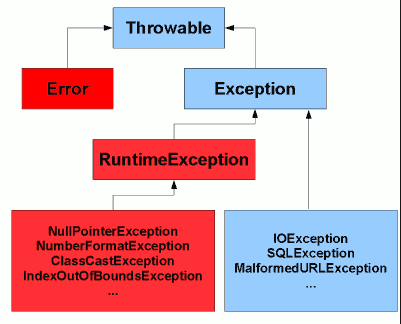 Throwable
Error
Exception
RuntimeException
NullPointerException
NumberFormatException
ClassCastException
IndexOutOfBoundsException
...
IOException
SQLException
MalformedURLException
...